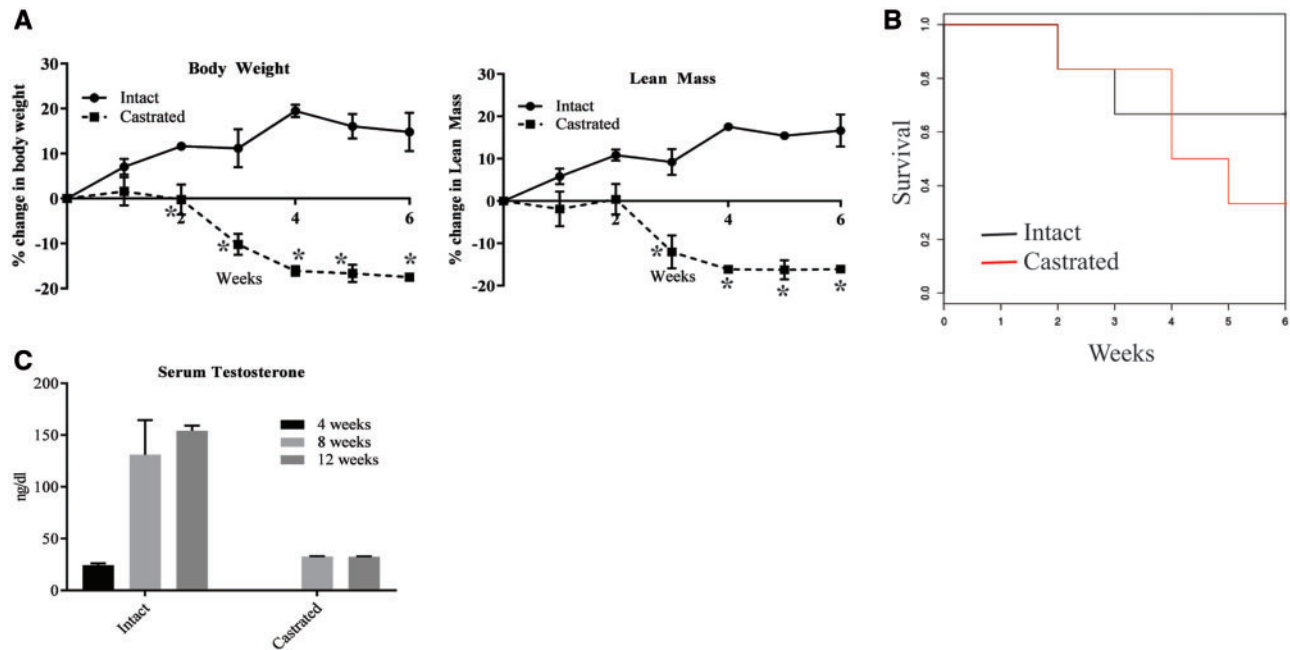 A
Body Weight
% change in body weight
30
20
10
0
-10
-20
Intact
Castrated
2
4
6
*
*
*
*
*
Weeks
Lean Mass
% change in Lean Mass
30
20
10
0
-10
-20
Intact
Castrated
2
4
6
*
*
*
*
Weeks
B
Survival
1.0
0.8
0.6
0.4
0.2
0.0
Intact
Castrated
0 1 2 3 4 5 6
Weeks
C
Serum Testosterone
ng/dl
200
150
100
50
0
4 weeks
8 weeks
12 weeks
Intact
Castrated